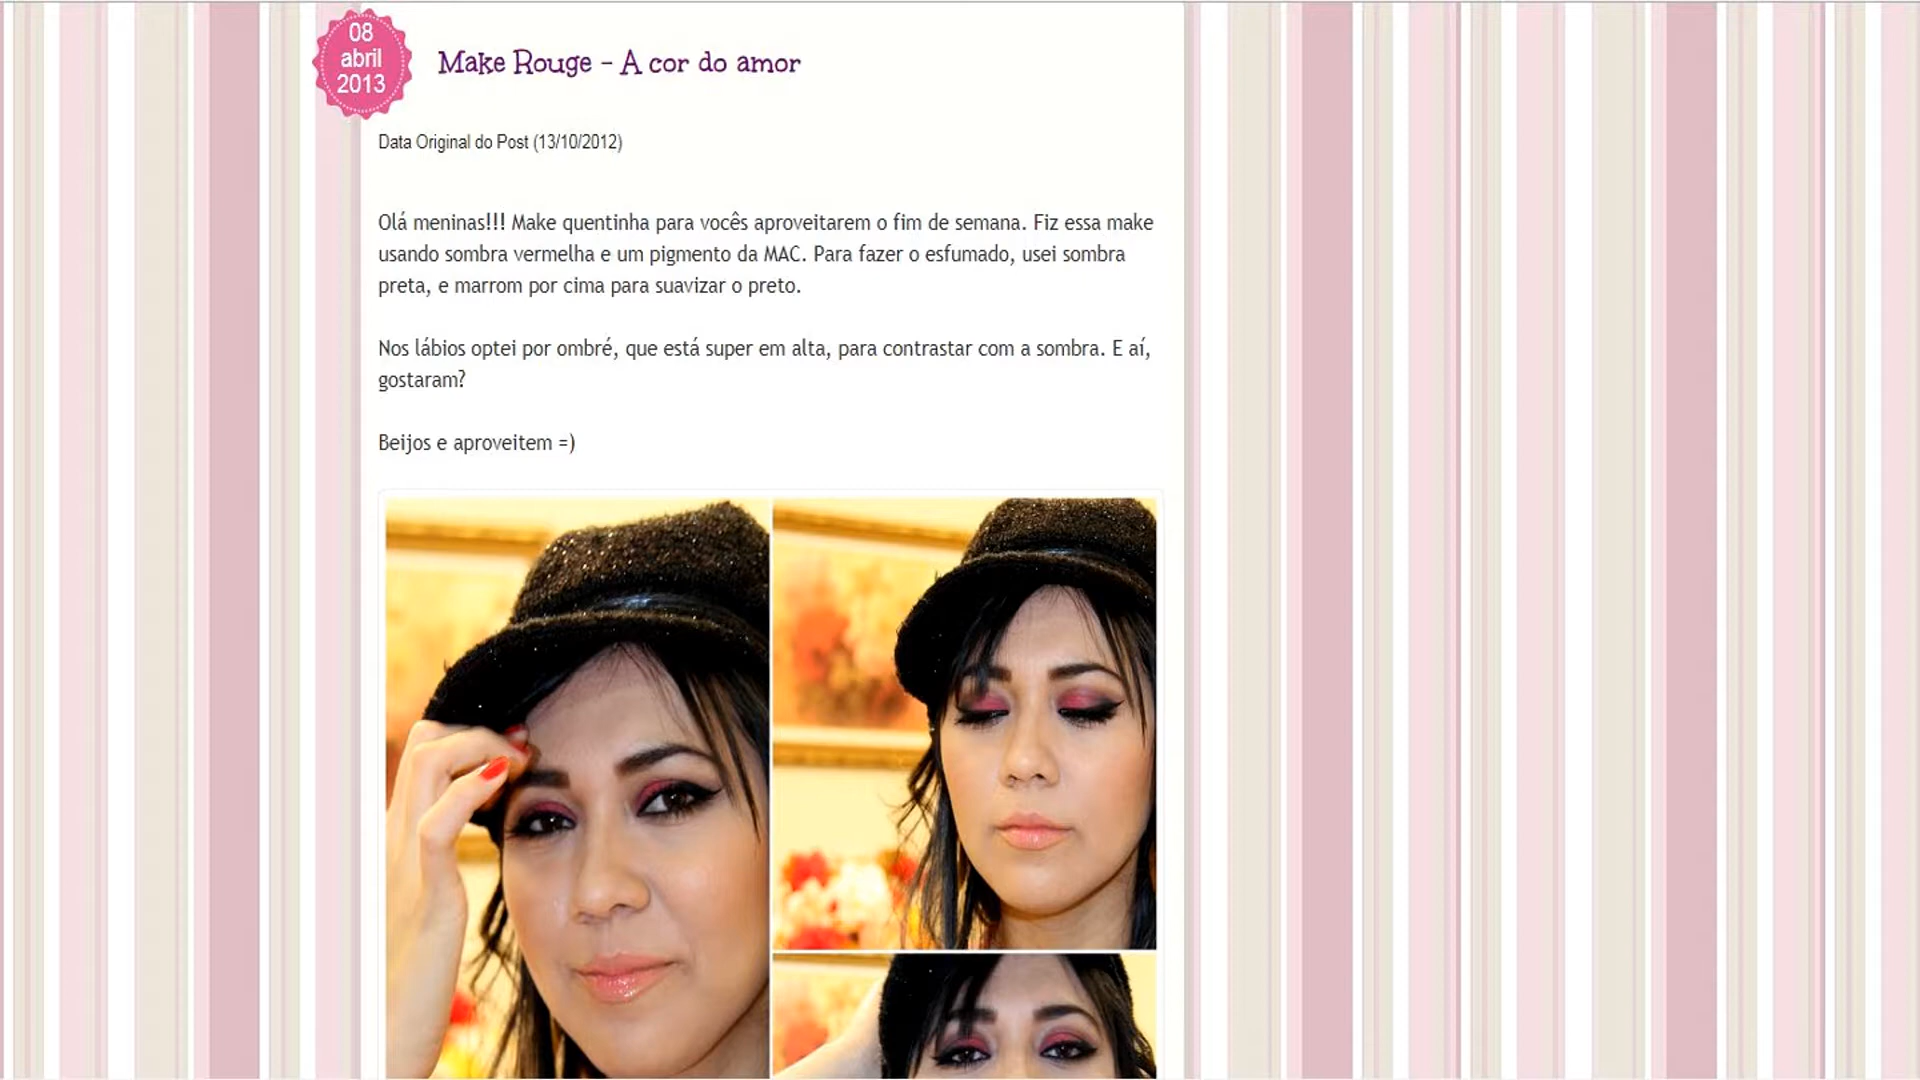 08
abril
2013
Make Rouge - A cor do amor
Data Original do Post (13/10/2012)
Olá meninas!!! Make quentinha para vocês aproveitarem o fim de semana. Fiz essa make
usando sombra vermelha e um pigmento da MAC. Para fazer o esfumado, usei sombra
preta, e marrom por cima para suavizar o preto.
Nos lábios optei por ombré, que está super em alta, para contrastar com a sombra. E aí,
gostaram?
Beijos e aproveitem =)